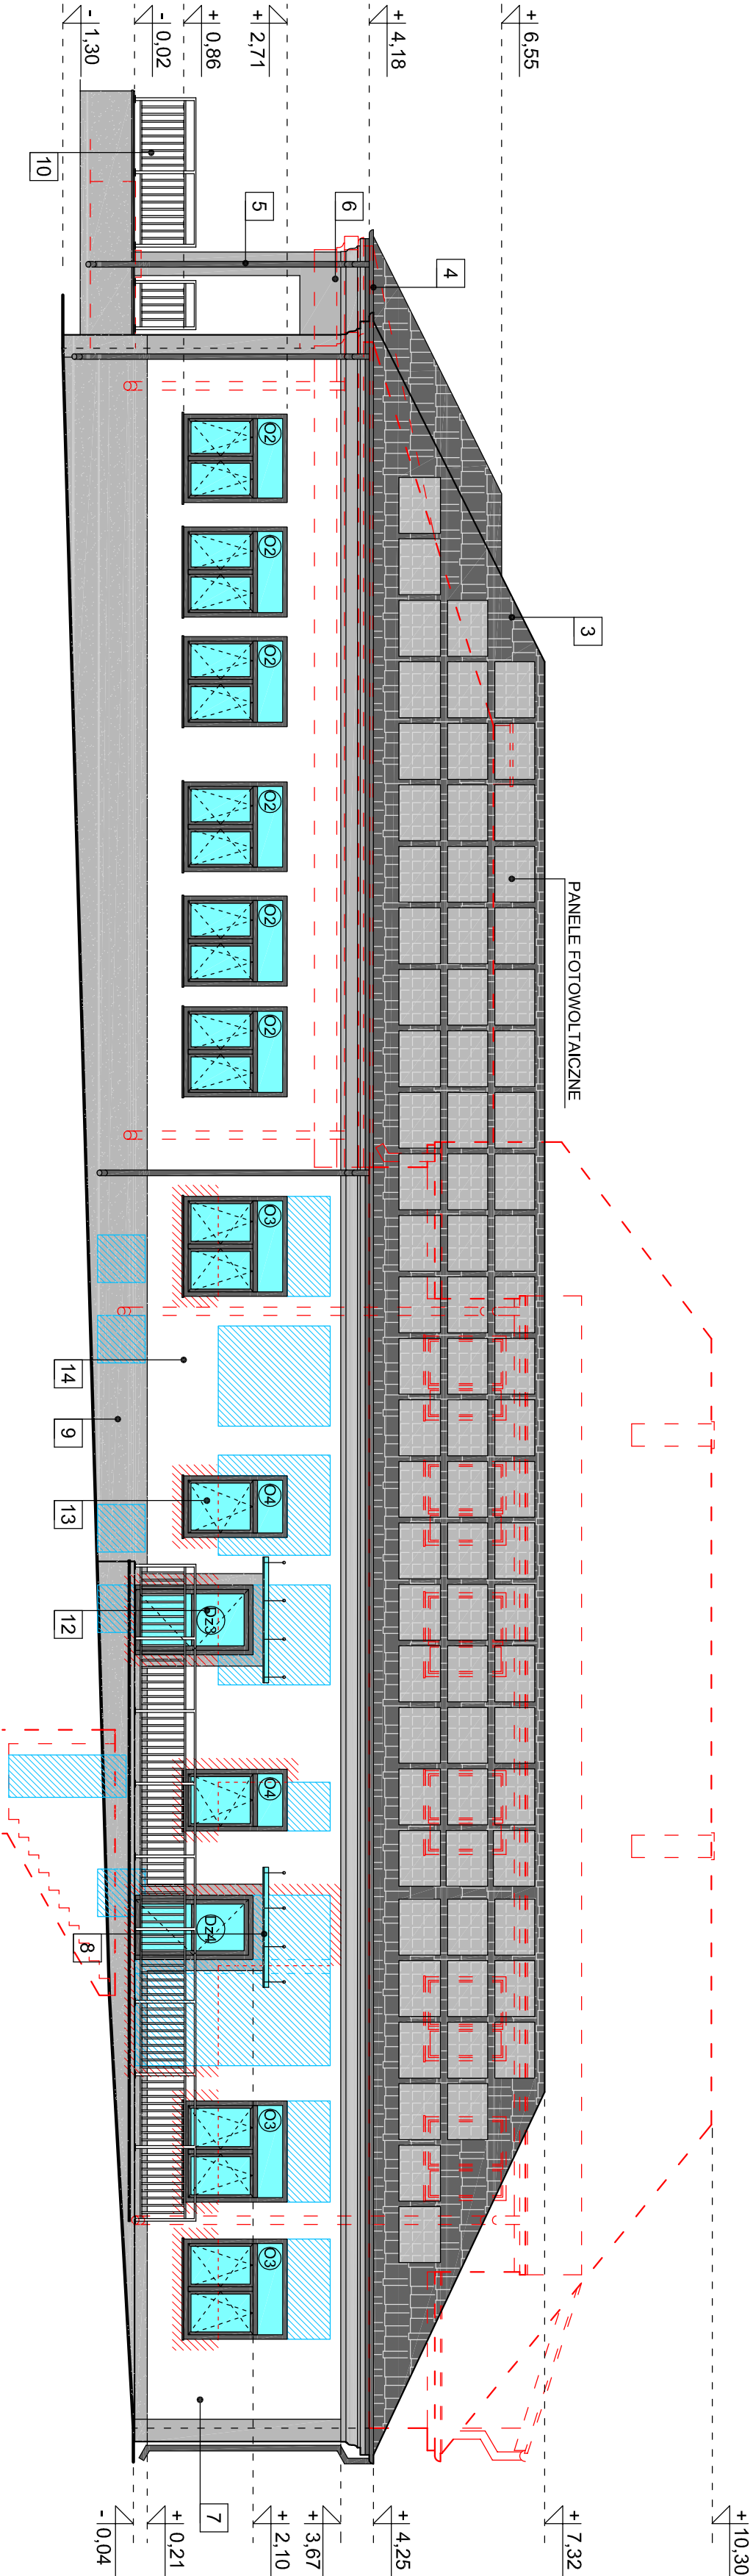 + 6,55
+ 4,18
+ 2,71
+ 0,86
- 0,02
- 1,30
10
5
6
4
3
PANELE FOTOWOLTAICZNE
O2
O2
O2
O2
O2
O2
O3
O4
Dz3
O4
Dz4
O3
O3
14
9
13
12
8
7
+ 10,30
+ 7,32
+ 4,25
+ 3,67
+ 2,10
+ 0,21
- 0,04